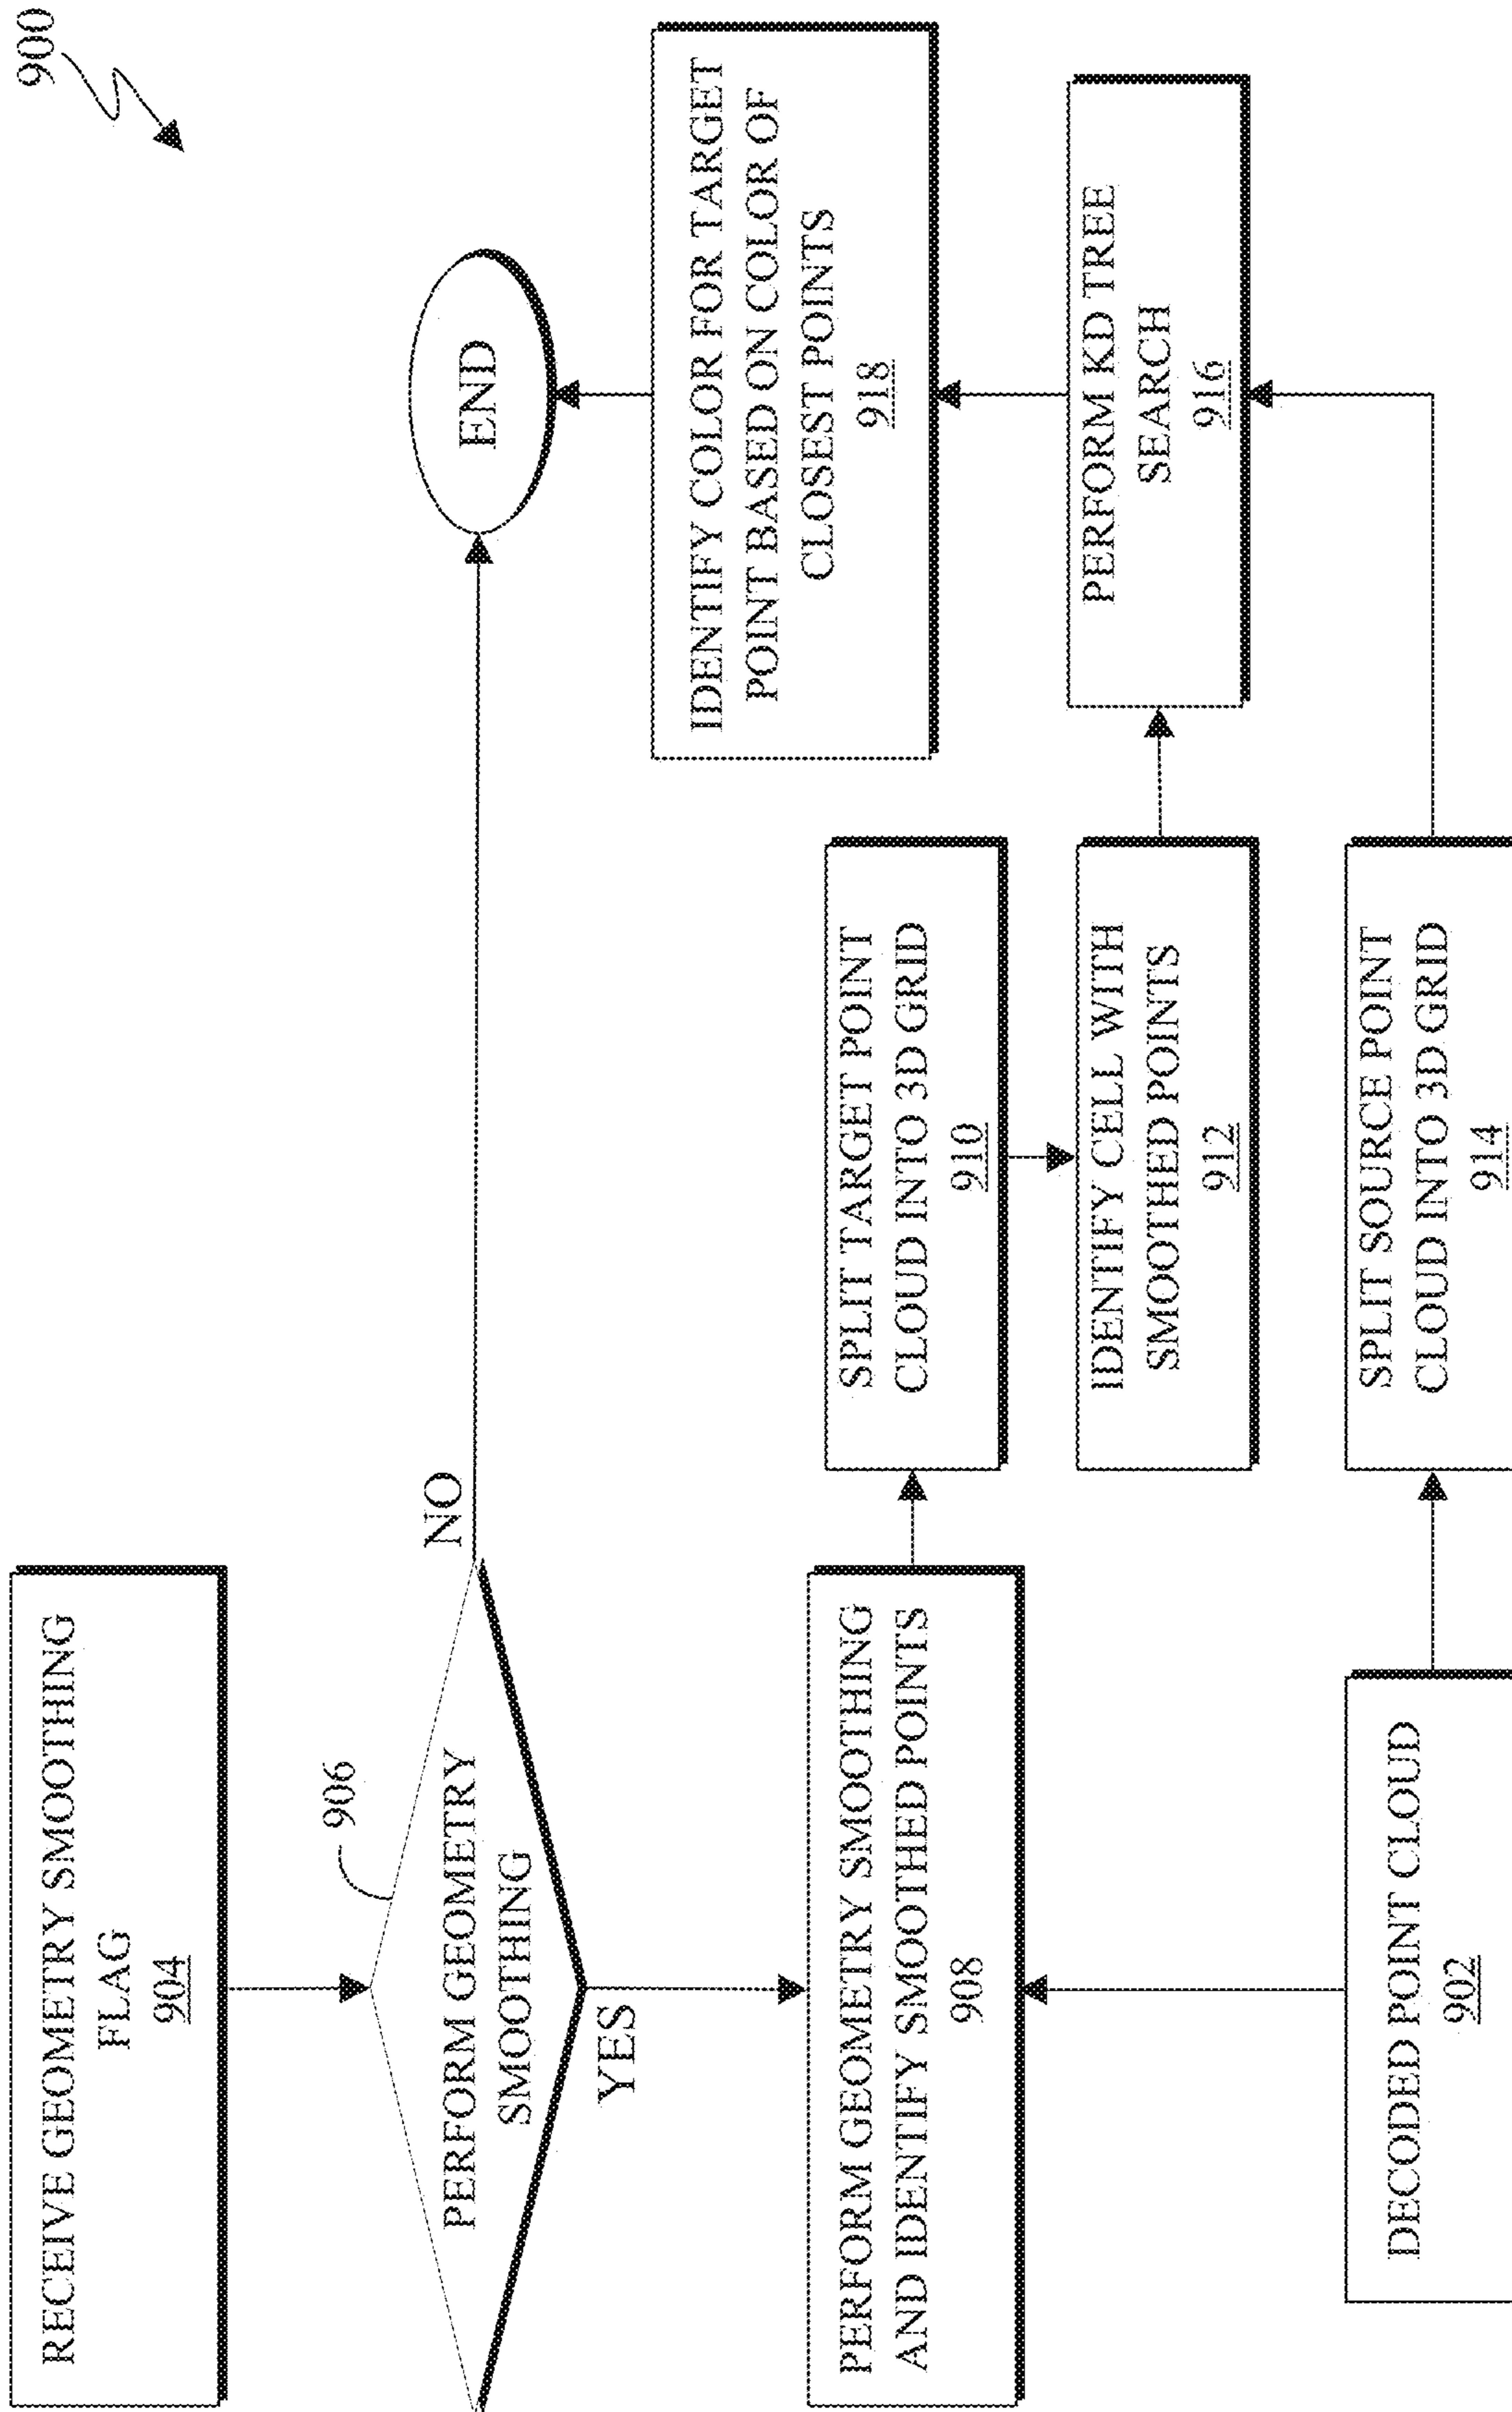 900
RECEIVE GEOMETRY SMOOTHING
FLAG
904
906
PERFORM GEOMETRY
SMOOTHING
NO
YES
END
PERFORM GEOMETRY SMOOTHING
AND IDENTIFY SMOOTHED POINTS
908
SPLIT TARGET POINT
CLOUD INTO 3D GRID
910
IDENTIFY CELL WITH
SMOOTHED POINTS
912
IDENTIFY COLOR FOR TARGET
POINT BASED ON COLOR OF
CLOSEST POINTS
918
PERFORM KD TREE
SEARCH
916
DECODED POINT CLOUD
902
SPLIT SOURCE POINT
CLOUD INTO 3D GRID
914